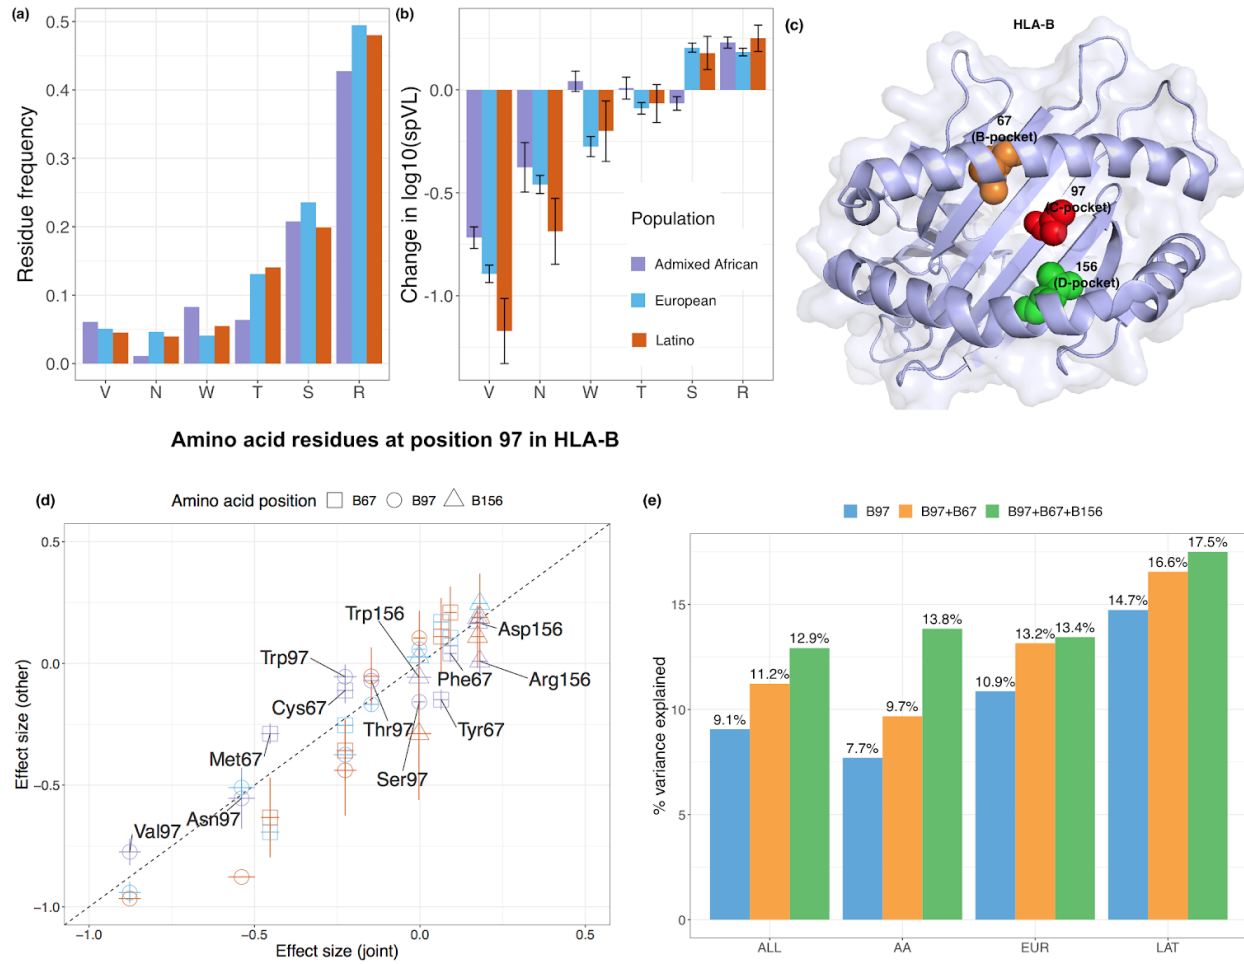 (a)
Residue frequency
0.5
0.4
0.3
0.2
0.1
0.0
V N W T S R
(b)
Change in log10(spVL)
0.0
−0.5
−1.0
Population
Admixed African
European
Latino
V N W T S R
Amino acid residues at position 97 in HLA-B
(c)
HLA-B
67
(B-pocket)
97
(C-pocket)
156
(D-pocket)
(d)
Amino acid position B67 B97 B156
Effect size (other)
0.5
0.0
−0.5
−1.0
Trp156
Trp97
Asp156
Cys67
Phe67
Arg156
Met67
Thr97
Tyr67
Ser97
Asn97
Val97
−1.0 −0.5 0.0 0.5
Effect size (joint)
(e)
B97 B97+B67 B97+B67+B156
% variance explained
15
10
5
0
9.1%
11.2%
12.9%
7.7%
9.7%
13.8%
10.9%
13.2%
13.4%
14.7%
16.6%
17.5%
ALL AA EUR LAT